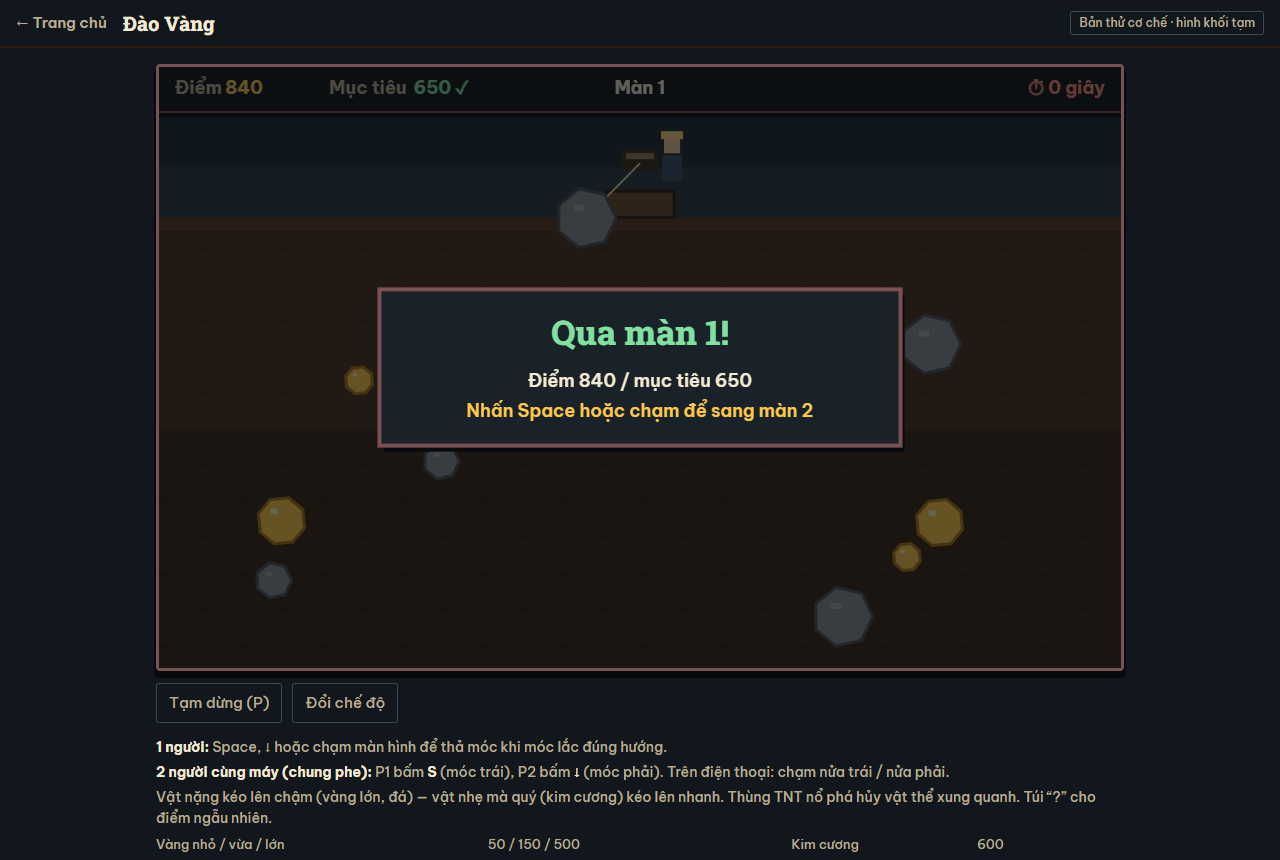 ← Trang chủ Đào Vàng Bản thử cơ chế · hình khối tạm
Điểm 840 Mục tiêu 650 ✓ Màn 1 ⏱ 0 giây
Qua màn 1!
Điểm 840 / mục tiêu 650
Nhấn Space hoặc chạm để sang màn 2
Tạm dừng (P) Đổi chế độ
1 người: Space, ↓ hoặc chạm màn hình để thả móc khi móc lắc đúng hướng.
2 người cùng máy (chung phe): P1 bấm S (móc trái), P2 bấm ↓ (móc phải). Trên điện thoại: chạm nửa trái / nửa phải.
Vật nặng kéo lên chậm (vàng lớn, đá) — vật nhẹ mà quý (kim cương) kéo lên nhanh. Thùng TNT nổ phá hủy vật thể xung quanh. Túi “?” cho
điểm ngẫu nhiên.
Vàng nhỏ / vừa / lớn 50 / 150 / 500 Kim cương 600